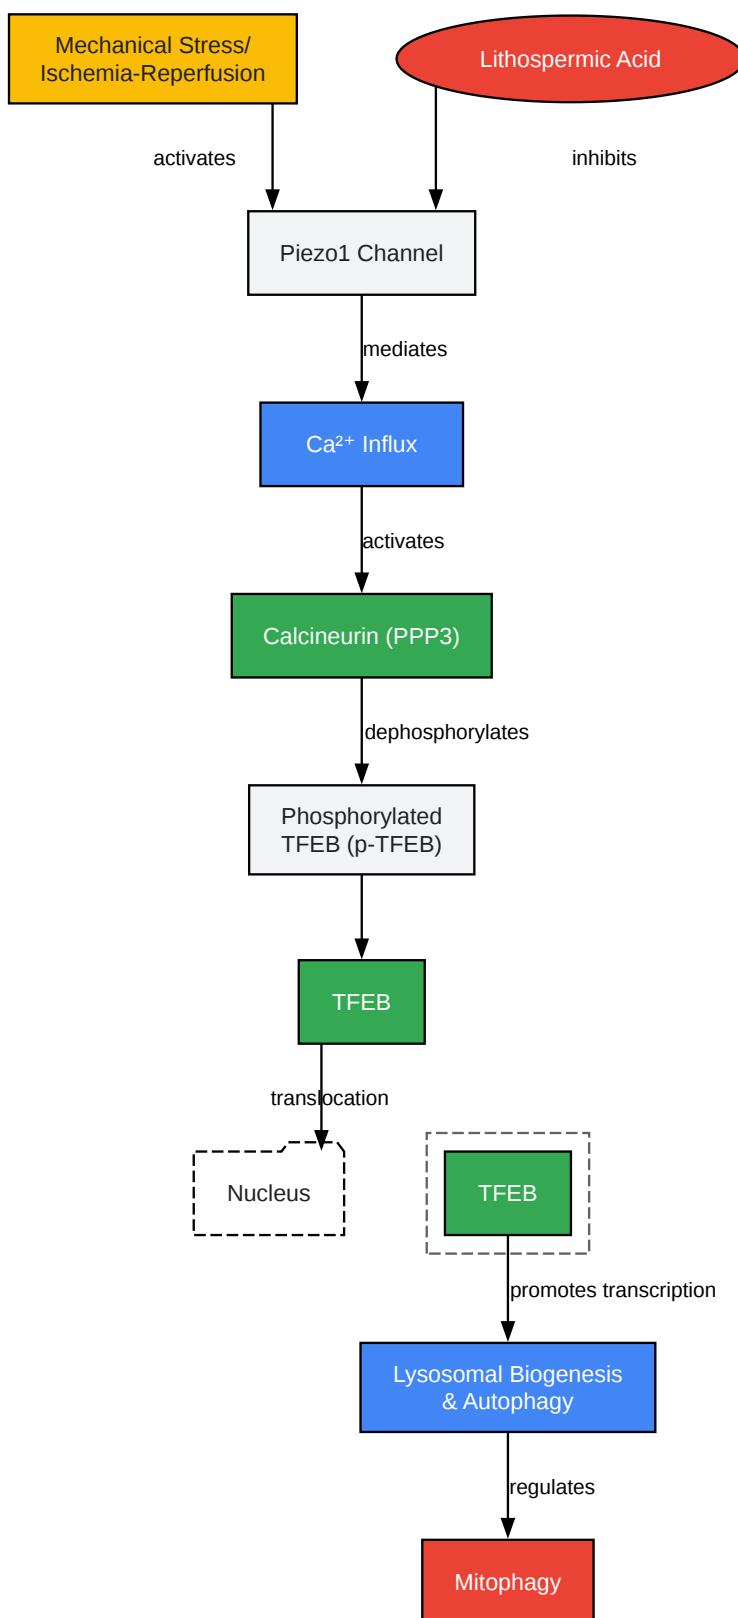 Mechanical Stress/
Ischemia-Reperfusion
Lithospermic Acid
activates
inhibits
Piezo1 Channel
mediates
Ca²⁺ Influx
activates
Calcineurin (PPP3)
dephosphorylates
Phosphorylated
TFEB (p-TFEB)
TFEB
translocation
Nucleus
TFEB
promotes transcription
Lysosomal Biogenesis
& Autophagy
regulates
Mitophagy